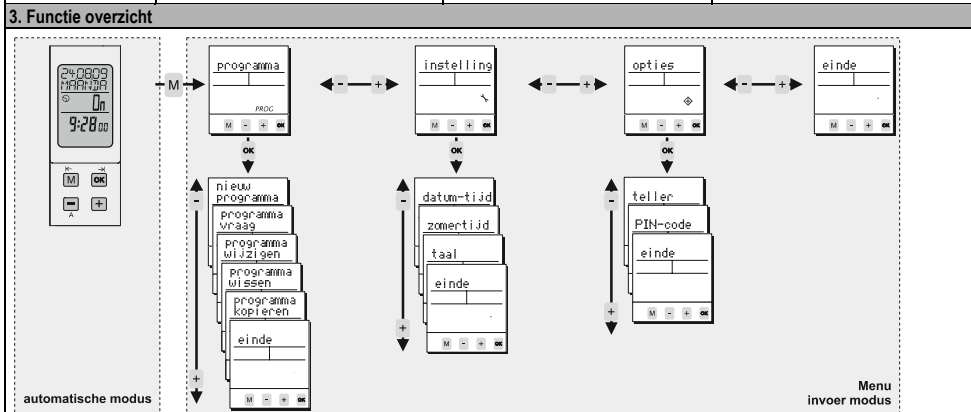 3. Functie overzicht
24.08.09
MAANDA
On
9:28 00
M
OK
-
+
A
automatische modus
M
programma
PROG
M - + OK
- +
instelling
M - + OK
- +
opties
M - + OK
- +
einde
M - + OK
OK
OK
OK
-
nieuw
programma
programma
vraag
programma
wijzigen
programma
wissen
programma
kopieren
einde
M - + OK
+
-
datum-tijd
zomertijd
taal
einde
M - + OK
+
-
teller
PIN-code
einde
M - + OK
+
Menu
invoer modus